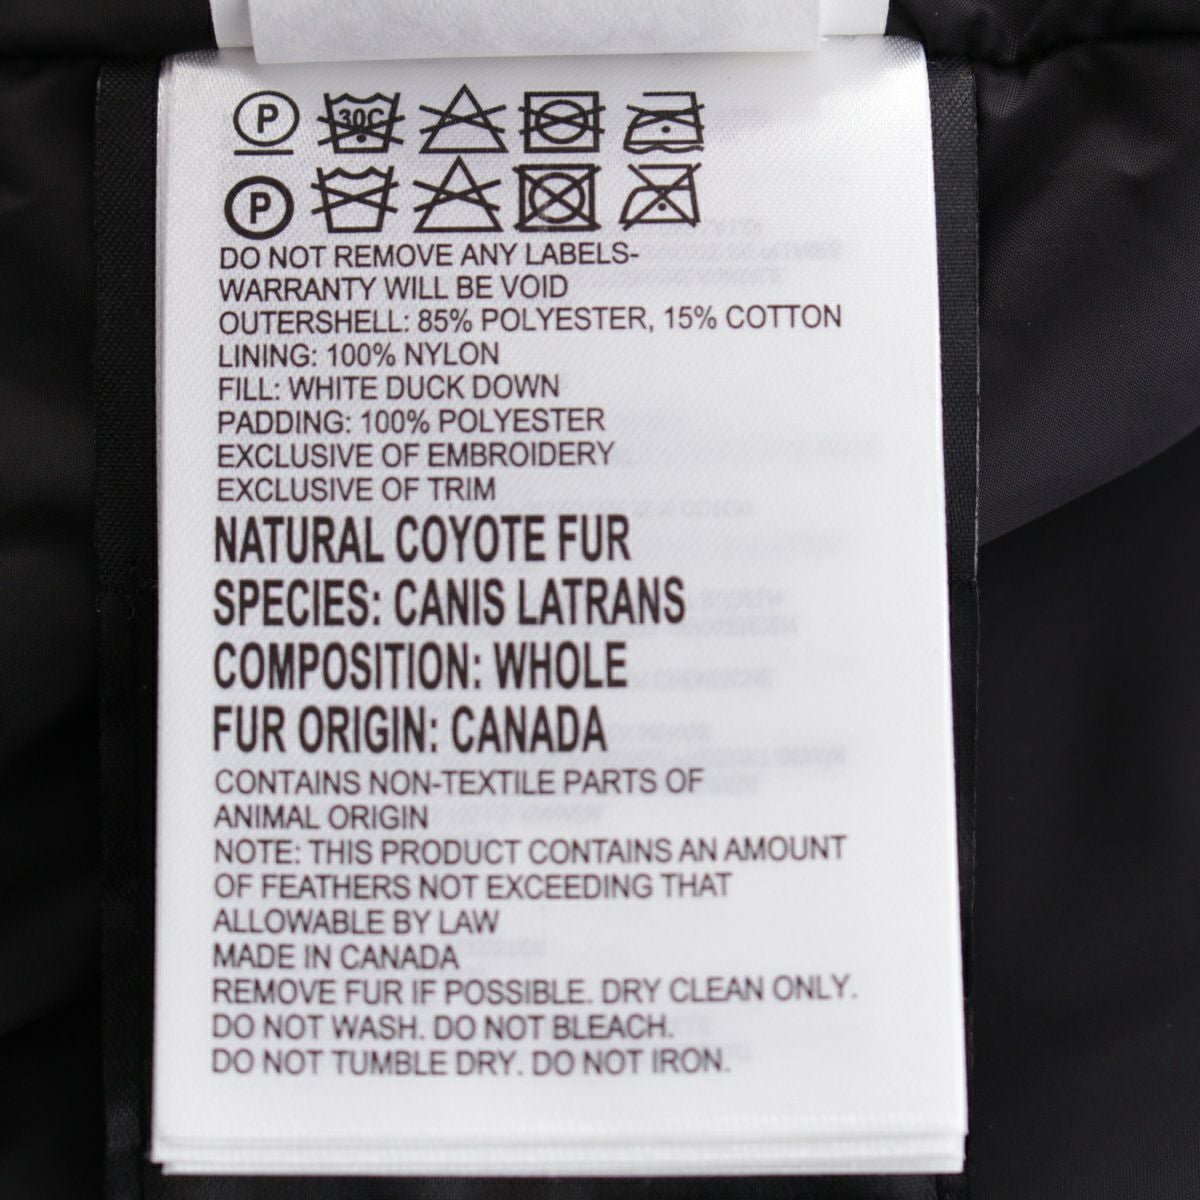 P 30C
P
DO NOT REMOVE ANY LABELS-
WARRANTY WILL BE VOID
OUTERSHELL: 85% POLYESTER, 15% COTTON
LINING: 100% NYLON
FILL: WHITE DUCK DOWN
PADDING: 100% POLYESTER
EXCLUSIVE OF EMBROIDERY
EXCLUSIVE OF TRIM
NATURAL COYOTE FUR
SPECIES: CANIS LATRANS
COMPOSITION: WHOLE
FUR ORIGIN: CANADA
CONTAINS NON-TEXTILE PARTS OF
ANIMAL ORIGIN
NOTE: THIS PRODUCT CONTAINS AN AMOUNT
OF FEATHERS NOT EXCEEDING THAT
ALLOWABLE BY LAW
MADE IN CANADA
REMOVE FUR IF POSSIBLE. DRY CLEAN ONLY.
DO NOT WASH. DO NOT BLEACH.
DO NOT TUMBLE DRY. DO NOT IRON.